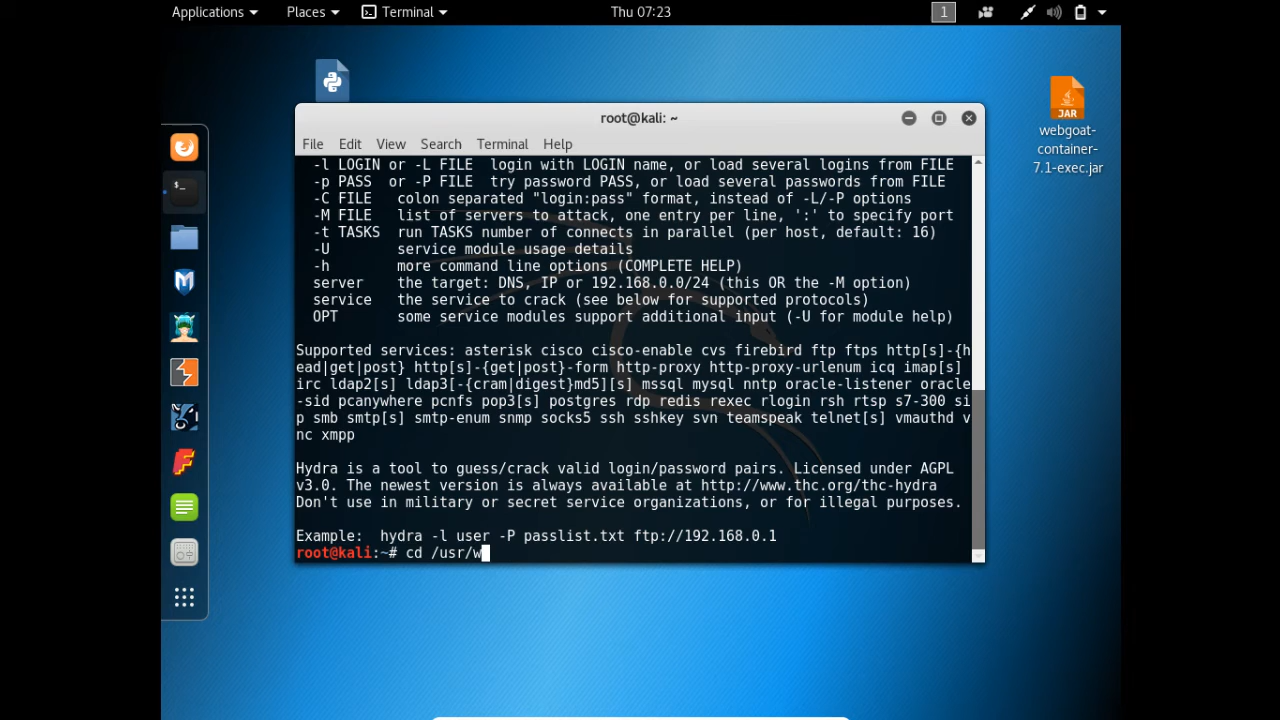 Applications Places Terminal Thu 07:23 1
root@kali: ~
File Edit View Search Terminal Help
-l LOGIN or -L FILE  login with LOGIN name, or load several logins from FILE
-p PASS  or -P FILE  try password PASS, or load several passwords from FILE
-C FILE   colon separated "login:pass" format, instead of -L/-P options
-M FILE   list of servers to attack, one entry per line, ':' to specify port
-t TASKS  run TASKS number of connects in parallel (per host, default: 16)
-U        service module usage details
-h        more command line options (COMPLETE HELP)
server    the target: DNS, IP or 192.168.0.0/24 (this OR the -M option)
service   the service to crack (see below for supported protocols)
OPT       some service modules support additional input (-U for module help)
Supported services: asterisk cisco cisco-enable cvs firebird ftp ftps http[s]-{h
ead|get|post} http[s]-{get|post}-form http-proxy http-proxy-urlenum icq imap[s]
irc ldap2[s] ldap3[-{cram|digest}md5][s] mssql mysql nntp oracle-listener oracle
-sid pcanywhere pcnfs pop3[s] postgres rdp redis rexec rlogin rsh rtsp s7-300 si
p smb smtp[s] smtp-enum snmp socks5 ssh sshkey svn teamspeak telnet[s] vmauthd v
nc xmpp
Hydra is a tool to guess/crack valid login/password pairs. Licensed under AGPL
v3.0. The newest version is always available at http://www.thc.org/thc-hydra
Don't use in military or secret service organizations, or for illegal purposes.
Example:  hydra -l user -P passlist.txt ftp://192.168.0.1
root@kali:~# cd /usr/w
JAR
webgoat-
container-
7.1-exec.jar